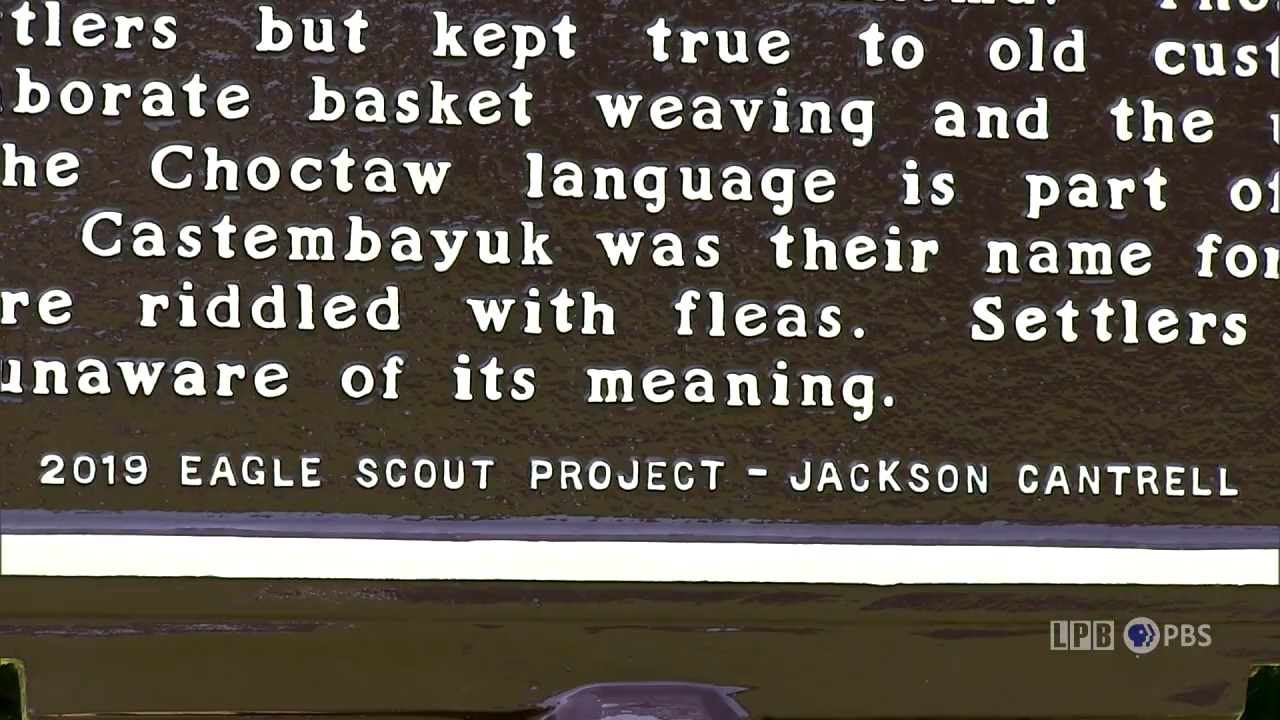 tlers but kept true to old cust
borate basket weaving and the
he Choctaw language is part of
Castembayuk was their name for
re riddled with fleas. Settlers
unaware of its meaning.
2019 EAGLE SCOUT PROJECT - JACKSON CANTRELL
LPB PBS